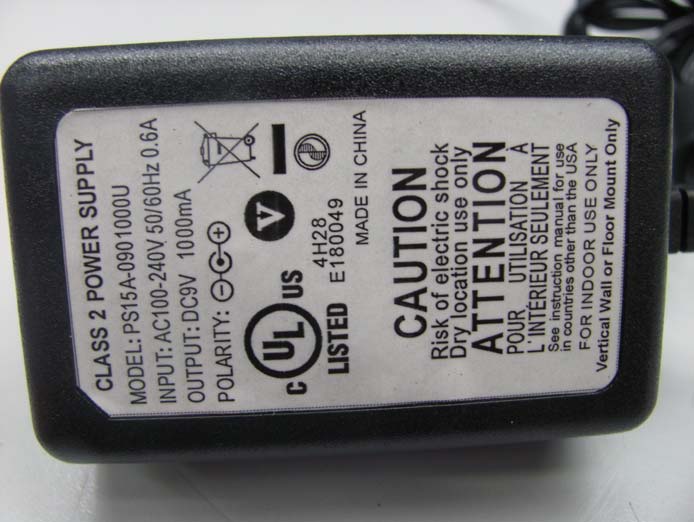 CLASS 2 POWER SUPPLY
MODEL: PS15A-0901000U
INPUT: AC100-240V 50/60Hz 0.6A
OUTPUT: DC9V 1000mA
POLARITY:
V
C UL US
LISTED
4H28
E180049
MADE IN CHINA
CAUTION
Risk of electric shock
Dry location use only
ATTENTION
POUR UTILISATION À
L'INTÉRIEUR SEULEMENT
See instruction manual for use
in countries other than the USA
FOR INDOOR USE ONLY
Vertical Wall or Floor Mount Only